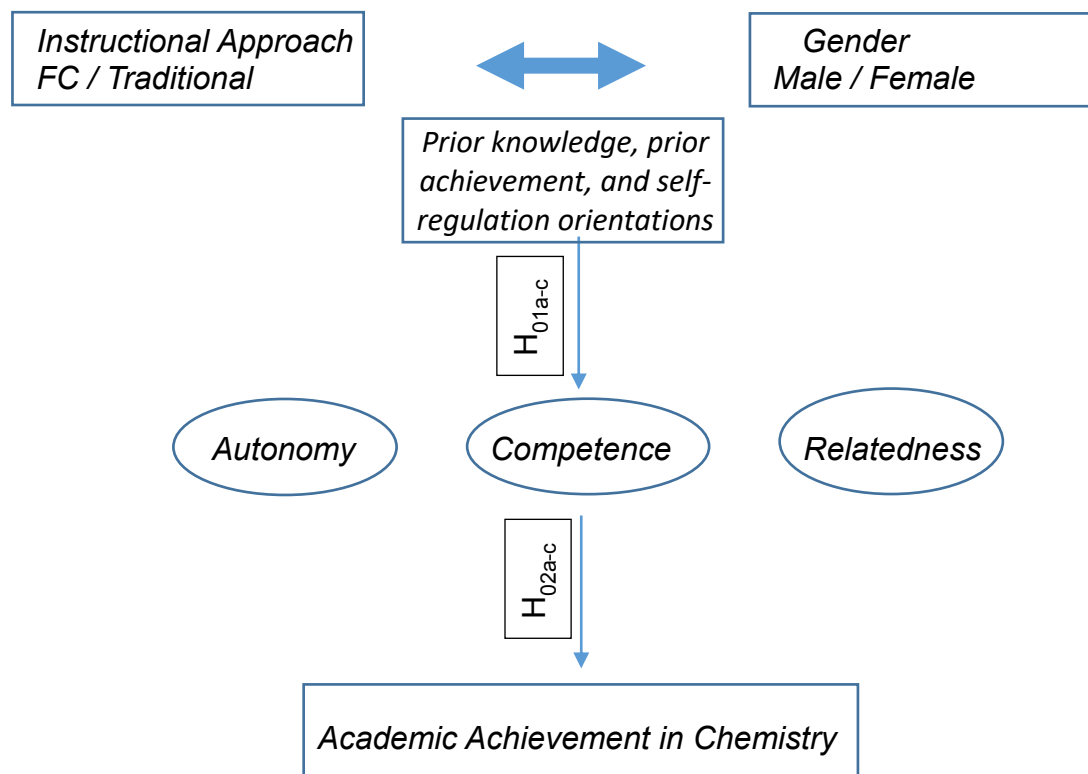 Instructional Approach
FC / Traditional
Gender
Male / Female
Prior knowledge, prior
achievement, and self-
regulation orientations
H01a-c
Autonomy
Competence
Relatedness
H02a-c
Academic Achievement in Chemistry